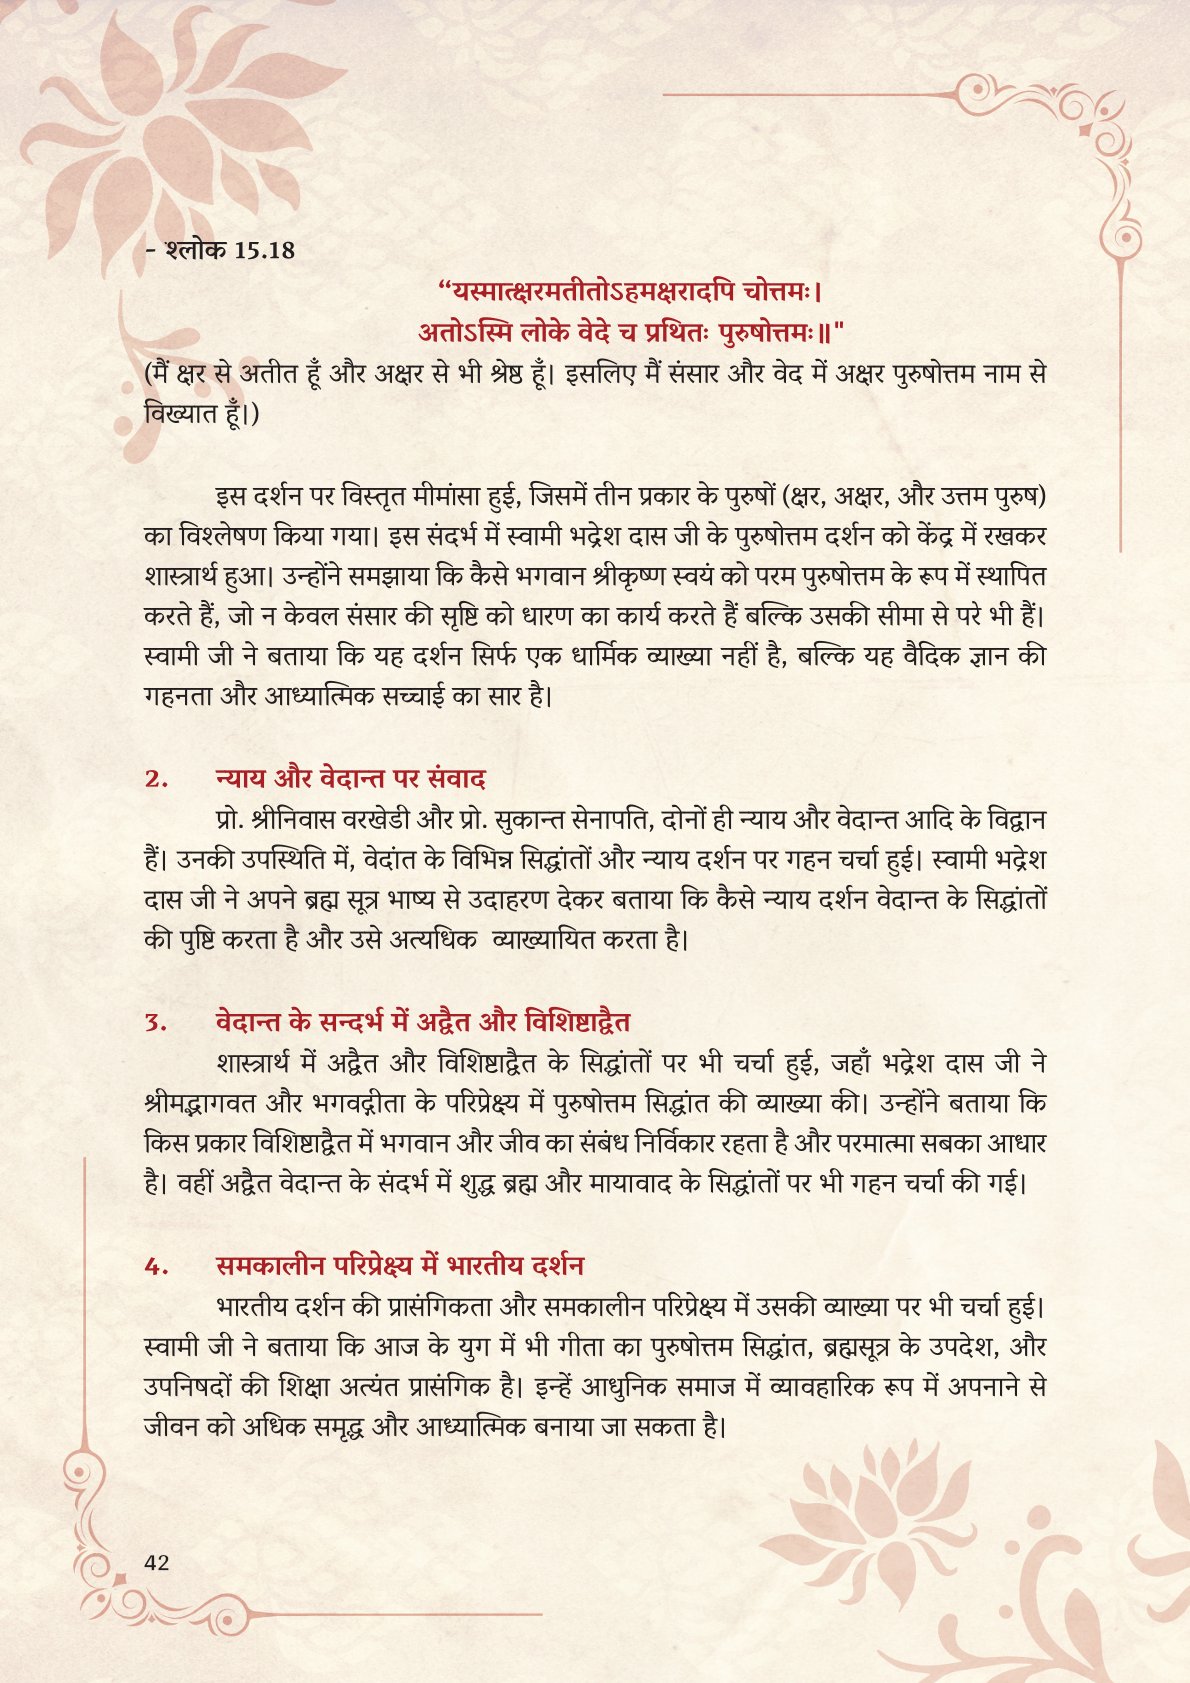 - श्लोक 15.18
“यस्मात्क्षरमतीतोऽहमक्षरादपि चोत्तमः।
अतोऽस्मि लोके वेदे च प्रथितः पुरुषोत्तमः॥"
(मैं क्षर से अतीत हूँ और अक्षर से भी श्रेष्ठ हूँ। इसलिए मैं संसार और वेद में अक्षर पुरुषोत्तम नाम से
विख्यात हूँ।)
इस दर्शन पर विस्तृत मीमांसा हुई, जिसमें तीन प्रकार के पुरुषों (क्षर, अक्षर, और उत्तम पुरुष)
का विश्लेषण किया गया। इस संदर्भ में स्वामी भद्रेश दास जी के पुरुषोत्तम दर्शन को केंद्र में रखकर
शास्त्रार्थ हुआ। उन्होंने समझाया कि कैसे भगवान श्रीकृष्ण स्वयं को परम पुरुषोत्तम के रूप में स्थापित
करते हैं, जो न केवल संसार की सृष्टि को धारण का कार्य करते हैं बल्कि उसकी सीमा से परे भी हैं।
स्वामी जी ने बताया कि यह दर्शन सिर्फ एक धार्मिक व्याख्या नहीं है, बल्कि यह वैदिक ज्ञान की
गहनता और आध्यात्मिक सच्चाई का सार है।
2. न्याय और वेदान्त पर संवाद
प्रो. श्रीनिवास वरखेडी और प्रो. सुकान्त सेनापति, दोनों ही न्याय और वेदान्त आदि के विद्वान
हैं। उनकी उपस्थिति में, वेदांत के विभिन्न सिद्धांतों और न्याय दर्शन पर गहन चर्चा हुई। स्वामी भद्रेश
दास जी ने अपने ब्रह्म सूत्र भाष्य से उदाहरण देकर बताया कि कैसे न्याय दर्शन वेदान्त के सिद्धांतों
की पुष्टि करता है और उसे अत्यधिक व्याख्यायित करता है।
3. वेदान्त के सन्दर्भ में अद्वैत और विशिष्टाद्वैत
शास्त्रार्थ में अद्वैत और विशिष्टाद्वैत के सिद्धांतों पर भी चर्चा हुई, जहाँ भद्रेश दास जी ने
श्रीमद्भागवत और भगवद्गीता के परिप्रेक्ष्य में पुरुषोत्तम सिद्धांत की व्याख्या की। उन्होंने बताया कि
किस प्रकार विशिष्टाद्वैत में भगवान और जीव का संबंध निर्विकार रहता है और परमात्मा सबका आधार
है। वहीं अद्वैत वेदान्त के संदर्भ में शुद्ध ब्रह्म और मायावाद के सिद्धांतों पर भी गहन चर्चा की गई।
4. समकालीन परिप्रेक्ष्य में भारतीय दर्शन
भारतीय दर्शन की प्रासंगिकता और समकालीन परिप्रेक्ष्य में उसकी व्याख्या पर भी चर्चा हुई।
स्वामी जी ने बताया कि आज के युग में भी गीता का पुरुषोत्तम सिद्धांत, ब्रह्मसूत्र के उपदेश, और
उपनिषदों की शिक्षा अत्यंत प्रासंगिक है। इन्हें आधुनिक समाज में व्यावहारिक रूप में अपनाने से
जीवन को अधिक समृद्ध और आध्यात्मिक बनाया जा सकता है।
42